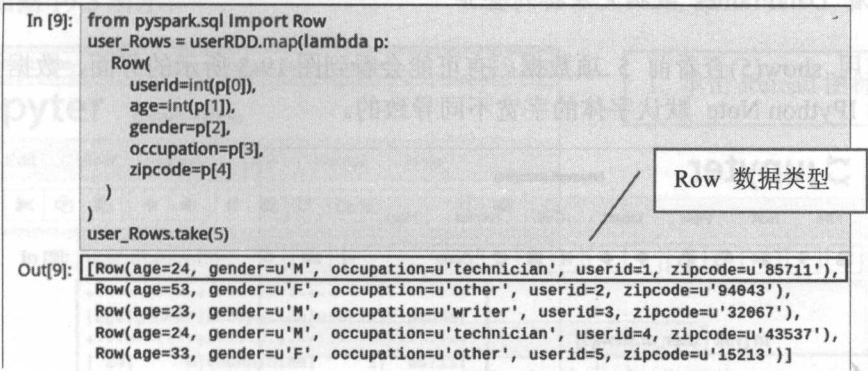 In [9]: from pyspark.sql import Row
user_Rows = userRDD.map(lambda p:
Row(
userid=int(p[0]),
age=int(p[1]),
gender=p[2],
occupation=p[3],
zipcode=p[4]
)
)
user_Rows.take(5)
Row 数据类型
Out[9]: [Row(age=24, gender=u'M', occupation=u'technician', userid=1, zipcode=u'85711'),
Row(age=53, gender=u'F', occupation=u'other', userid=2, zipcode=u'94043'),
Row(age=23, gender=u'M', occupation=u'writer', userid=3, zipcode=u'32067'),
Row(age=24, gender=u'M', occupation=u'technician', userid=4, zipcode=u'43537'),
Row(age=33, gender=u'F', occupation=u'other', userid=5, zipcode=u'15213')]